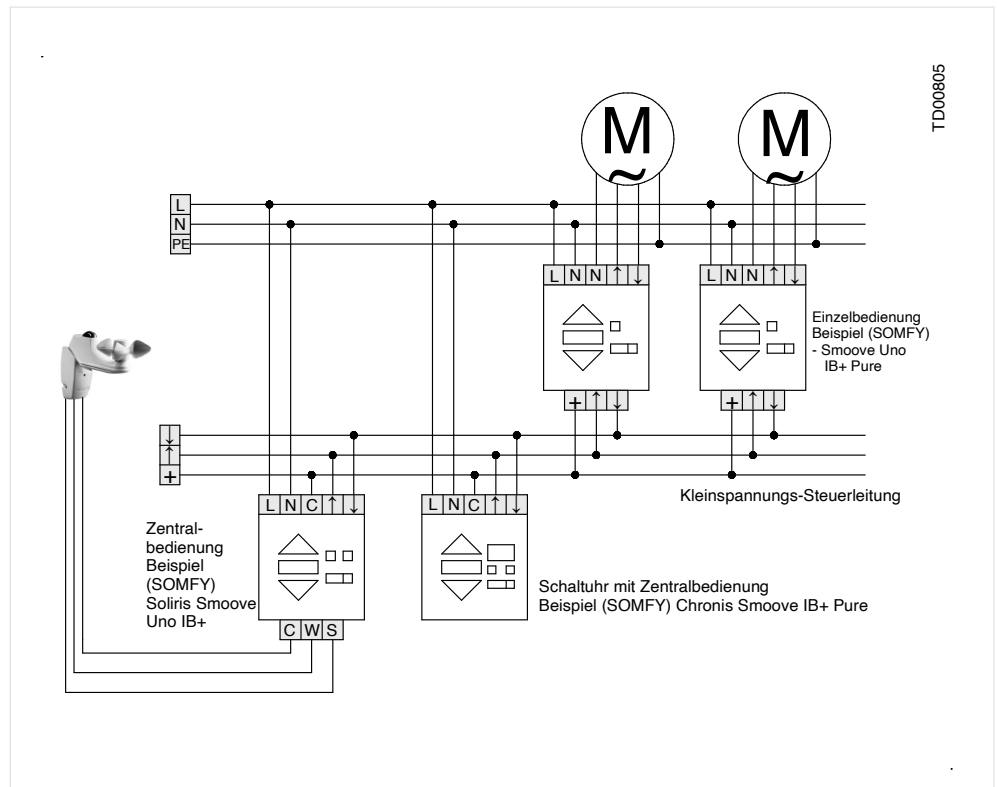 TD00805
M
~
M
~
L
N
PE
L N N ↑ ↓
L N N ↑ ↓
Einzelbedienung
Beispiel (SOMFY)
- Smoove Uno
IB+ Pure
+ ↑ ↓
+ ↑ ↓
↓
↑
+
Kleinspannungs-Steuerleitung
L N C ↑ ↓
L N C ↑ ↓
Zentral-
bedienung
Beispiel
(SOMFY)
Soliris Smoove
Uno IB+
Schaltuhr mit Zentralbedienung
Beispiel (SOMFY) Chronis Smoove IB+ Pure
C W S